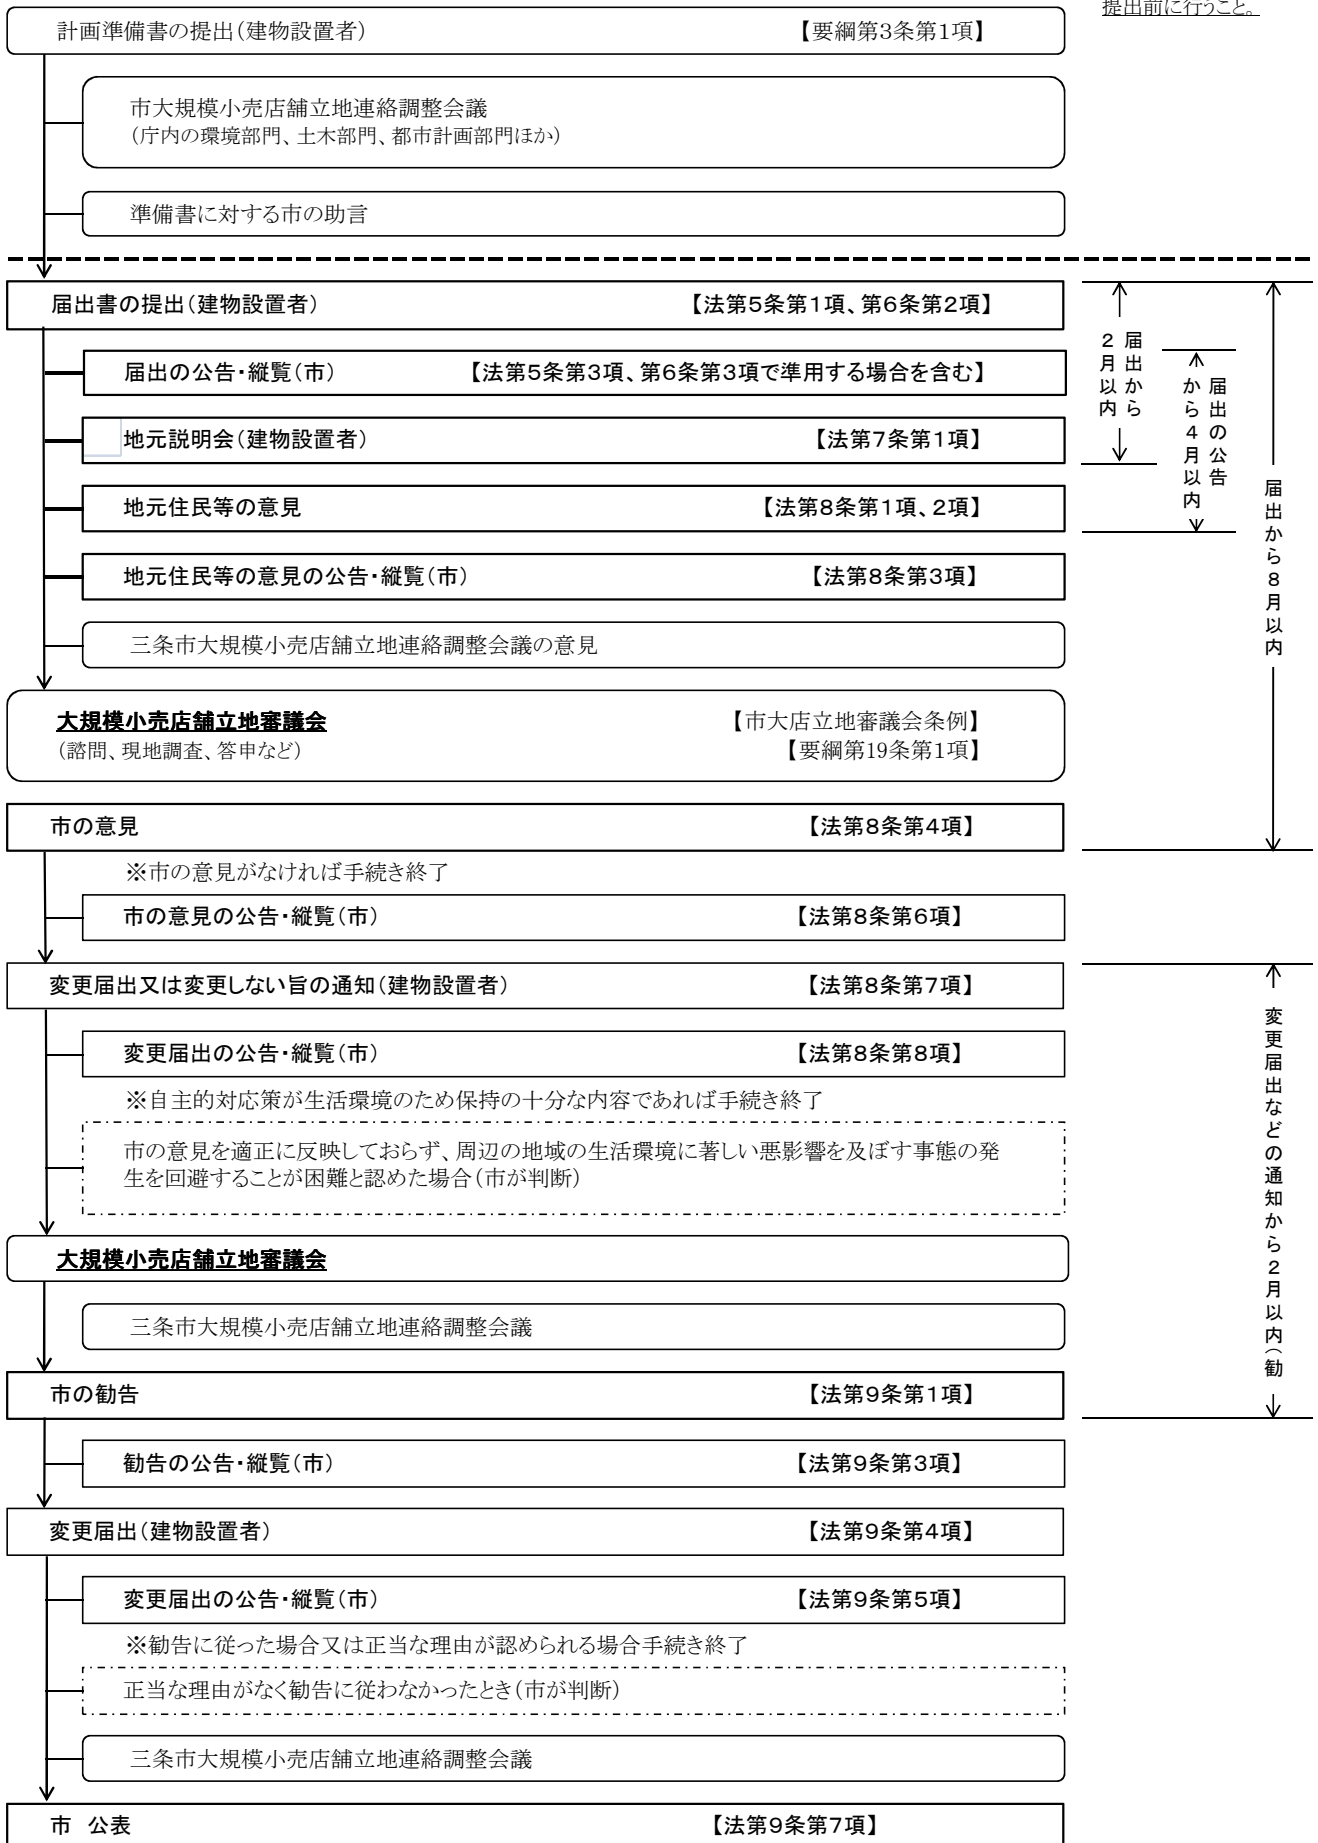 提出前に行うこと。
計画準備書の提出(建物設置者) 【要綱第3条第1項】
市大規模小売店舗立地連絡調整会議
(庁内の環境部門、土木部門、都市計画部門ほか)
準備書に対する市の助言
届出書の提出(建物設置者) 【法第5条第1項、第6条第2項】
届出の公告・縦覧(市) 【法第5条第3項、第6条第3項で準用する場合を含む】
地元説明会(建物設置者) 【法第7条第1項】
地元住民等の意見 【法第8条第1項、2項】
地元住民等の意見の公告・縦覧(市) 【法第8条第3項】
三条市大規模小売店舗立地連絡調整会議の意見
大規模小売店舗立地審議会 【市大店立地審議会条例】
(諮問、現地調査、答申など) 【要綱第19条第1項】
市の意見 【法第8条第4項】
届出から
2月以内
届出の公告
から4月以内
届出から8月以内
※市の意見がなければ手続き終了
市の意見の公告・縦覧(市) 【法第8条第6項】
変更届出又は変更しない旨の通知(建物設置者) 【法第8条第7項】
変更届出の公告・縦覧(市) 【法第8条第8項】
※自主的対応策が生活環境のため保持の十分な内容であれば手続き終了
市の意見を適正に反映しておらず、周辺の地域の生活環境に著しい悪影響を及ぼす事態の発
生を回避することが困難と認めた場合(市が判断)
大規模小売店舗立地審議会
三条市大規模小売店舗立地連絡調整会議
市の勧告 【法第9条第1項】
変更届出などの通知から2月以内(勧
勧告の公告・縦覧(市) 【法第9条第3項】
変更届出(建物設置者) 【法第9条第4項】
変更届出の公告・縦覧(市) 【法第9条第5項】
※勧告に従った場合又は正当な理由が認められる場合手続き終了
正当な理由がなく勧告に従わなかったとき(市が判断)
三条市大規模小売店舗立地連絡調整会議
市 公表 【法第9条第7項】